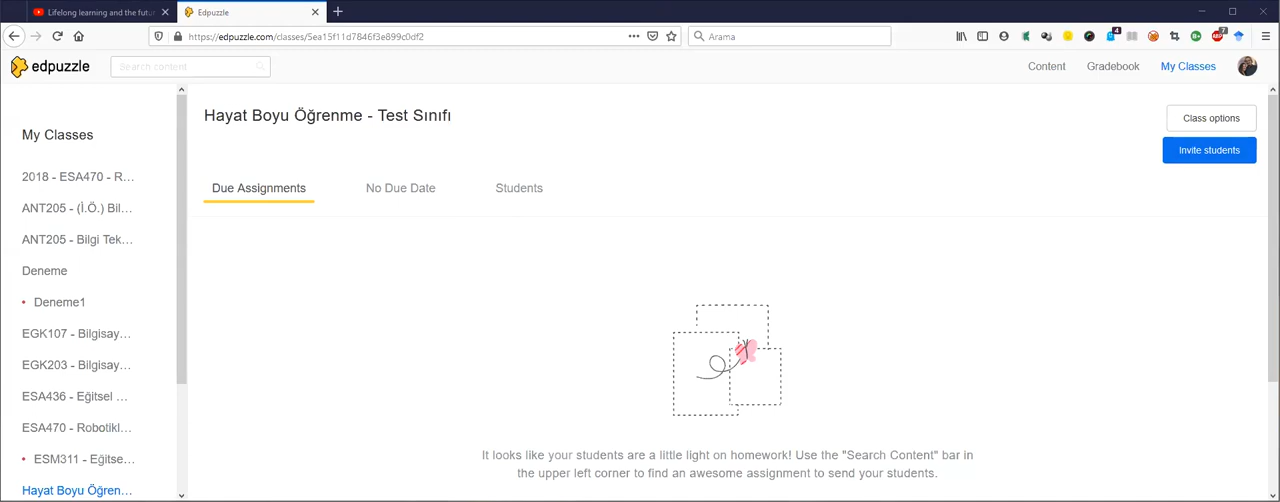 Lifelong learning and the futu
Edpuzzle
https://edpuzzle.com/classes/5ea15f11d7846f3e899c0df2
Arama
4
7
edpuzzle
Search content
Content
Gradebook
My Classes
My Classes
2018 - ESA470 - R…
ANT205 - (İ.Ö.) Bil…
ANT205 - Bilgi Tek…
Deneme
Deneme1
EGK107 - Bilgisay…
EGK203 - Bilgisay…
ESA436 - Eğitsel …
ESA470 - Robotikl…
ESM311 - Eğitse…
Hayat Boyu Öğren…
Hayat Boyu Öğrenme - Test Sınıfı
Class options
Invite students
Due Assignments
No Due Date
Students
It looks like your students are a little light on homework! Use the "Search Content" bar in
the upper left corner to find an awesome assignment to send your students.